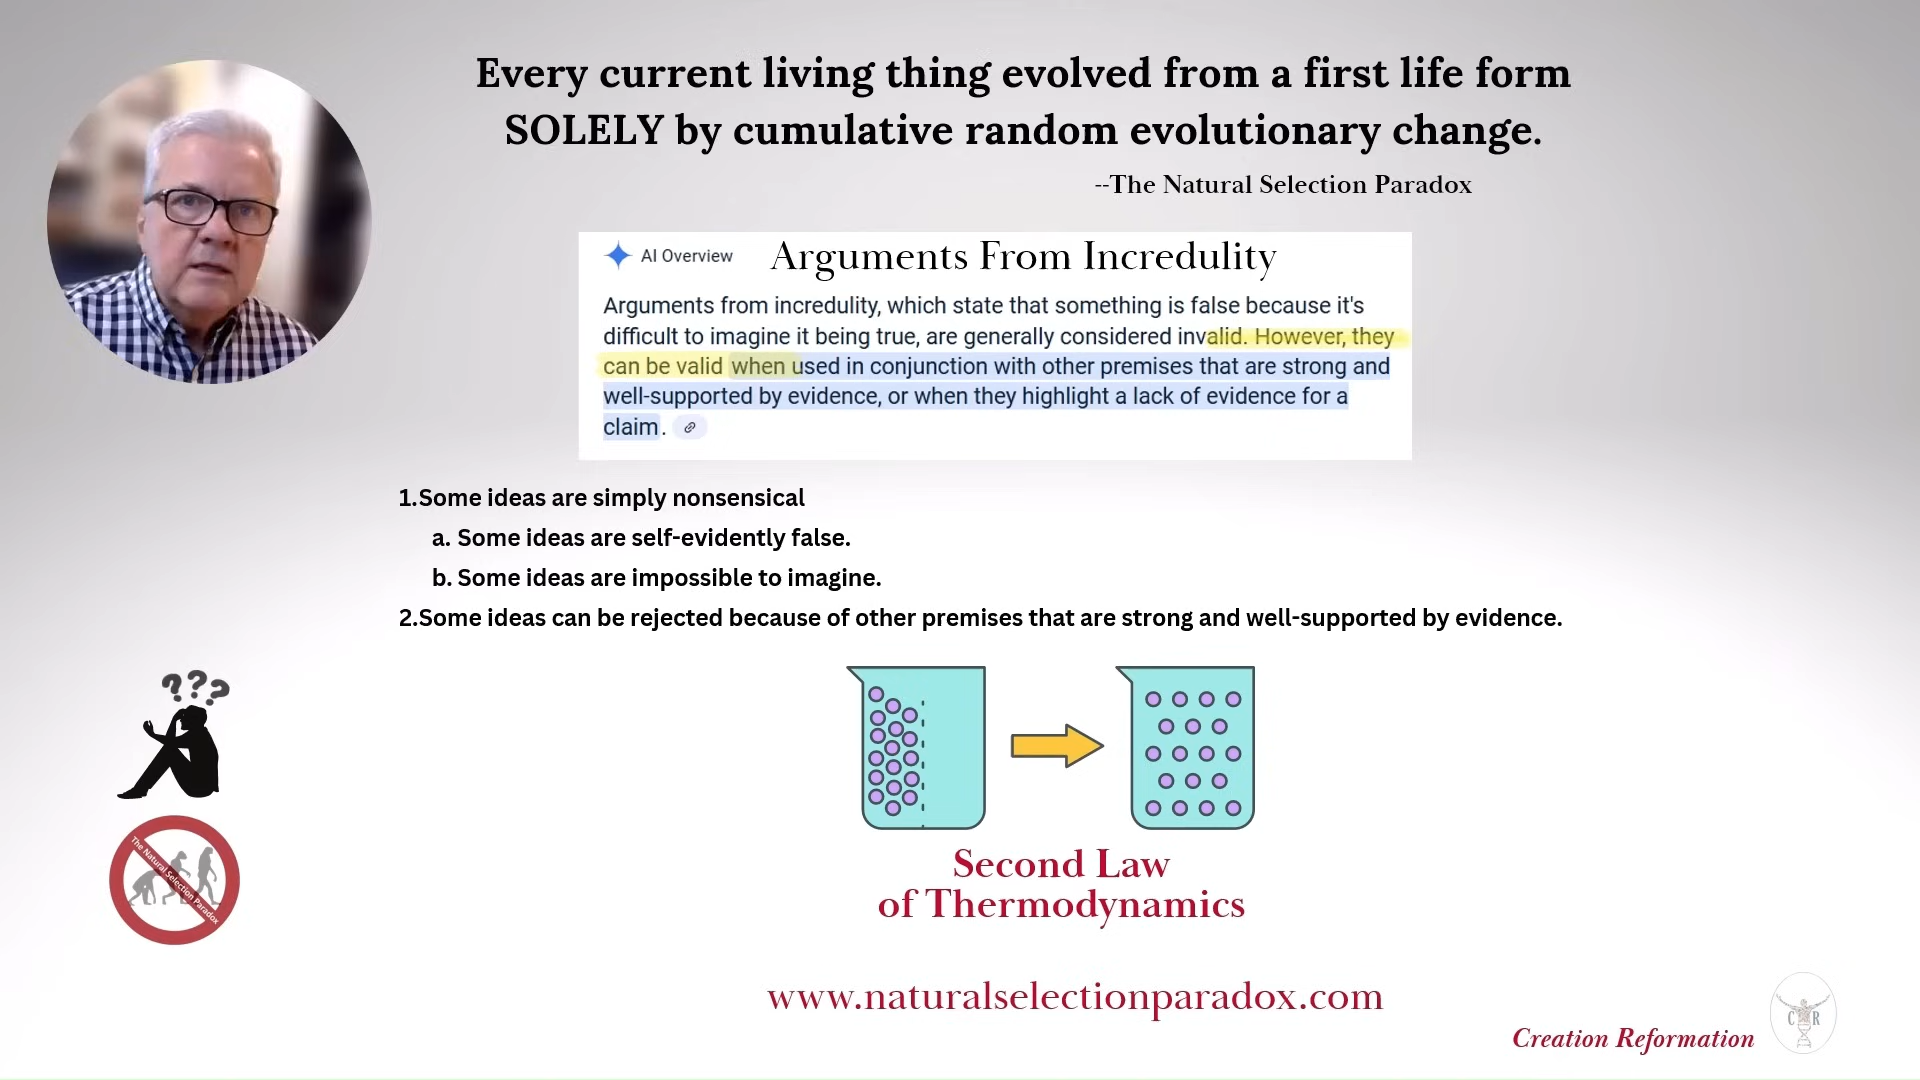 Every current living thing evolved from a first life form
SOLELY by cumulative random evolutionary change.
--The Natural Selection Paradox
AI Overview
Arguments From Incredulity
Arguments from incredulity, which state that something is false because it's
difficult to imagine it being true, are generally considered invalid. However, they
can be valid when used in conjunction with other premises that are strong and
well-supported by evidence, or when they highlight a lack of evidence for a
claim.
1.Some ideas are simply nonsensical
a. Some ideas are self-evidently false.
b. Some ideas are impossible to imagine.
2.Some ideas can be rejected because of other premises that are strong and well-supported by evidence.
???
The Natural Selection Paradox
Second Law
of Thermodynamics
www.naturalselectionparadox.com
Creation Reformation
C R